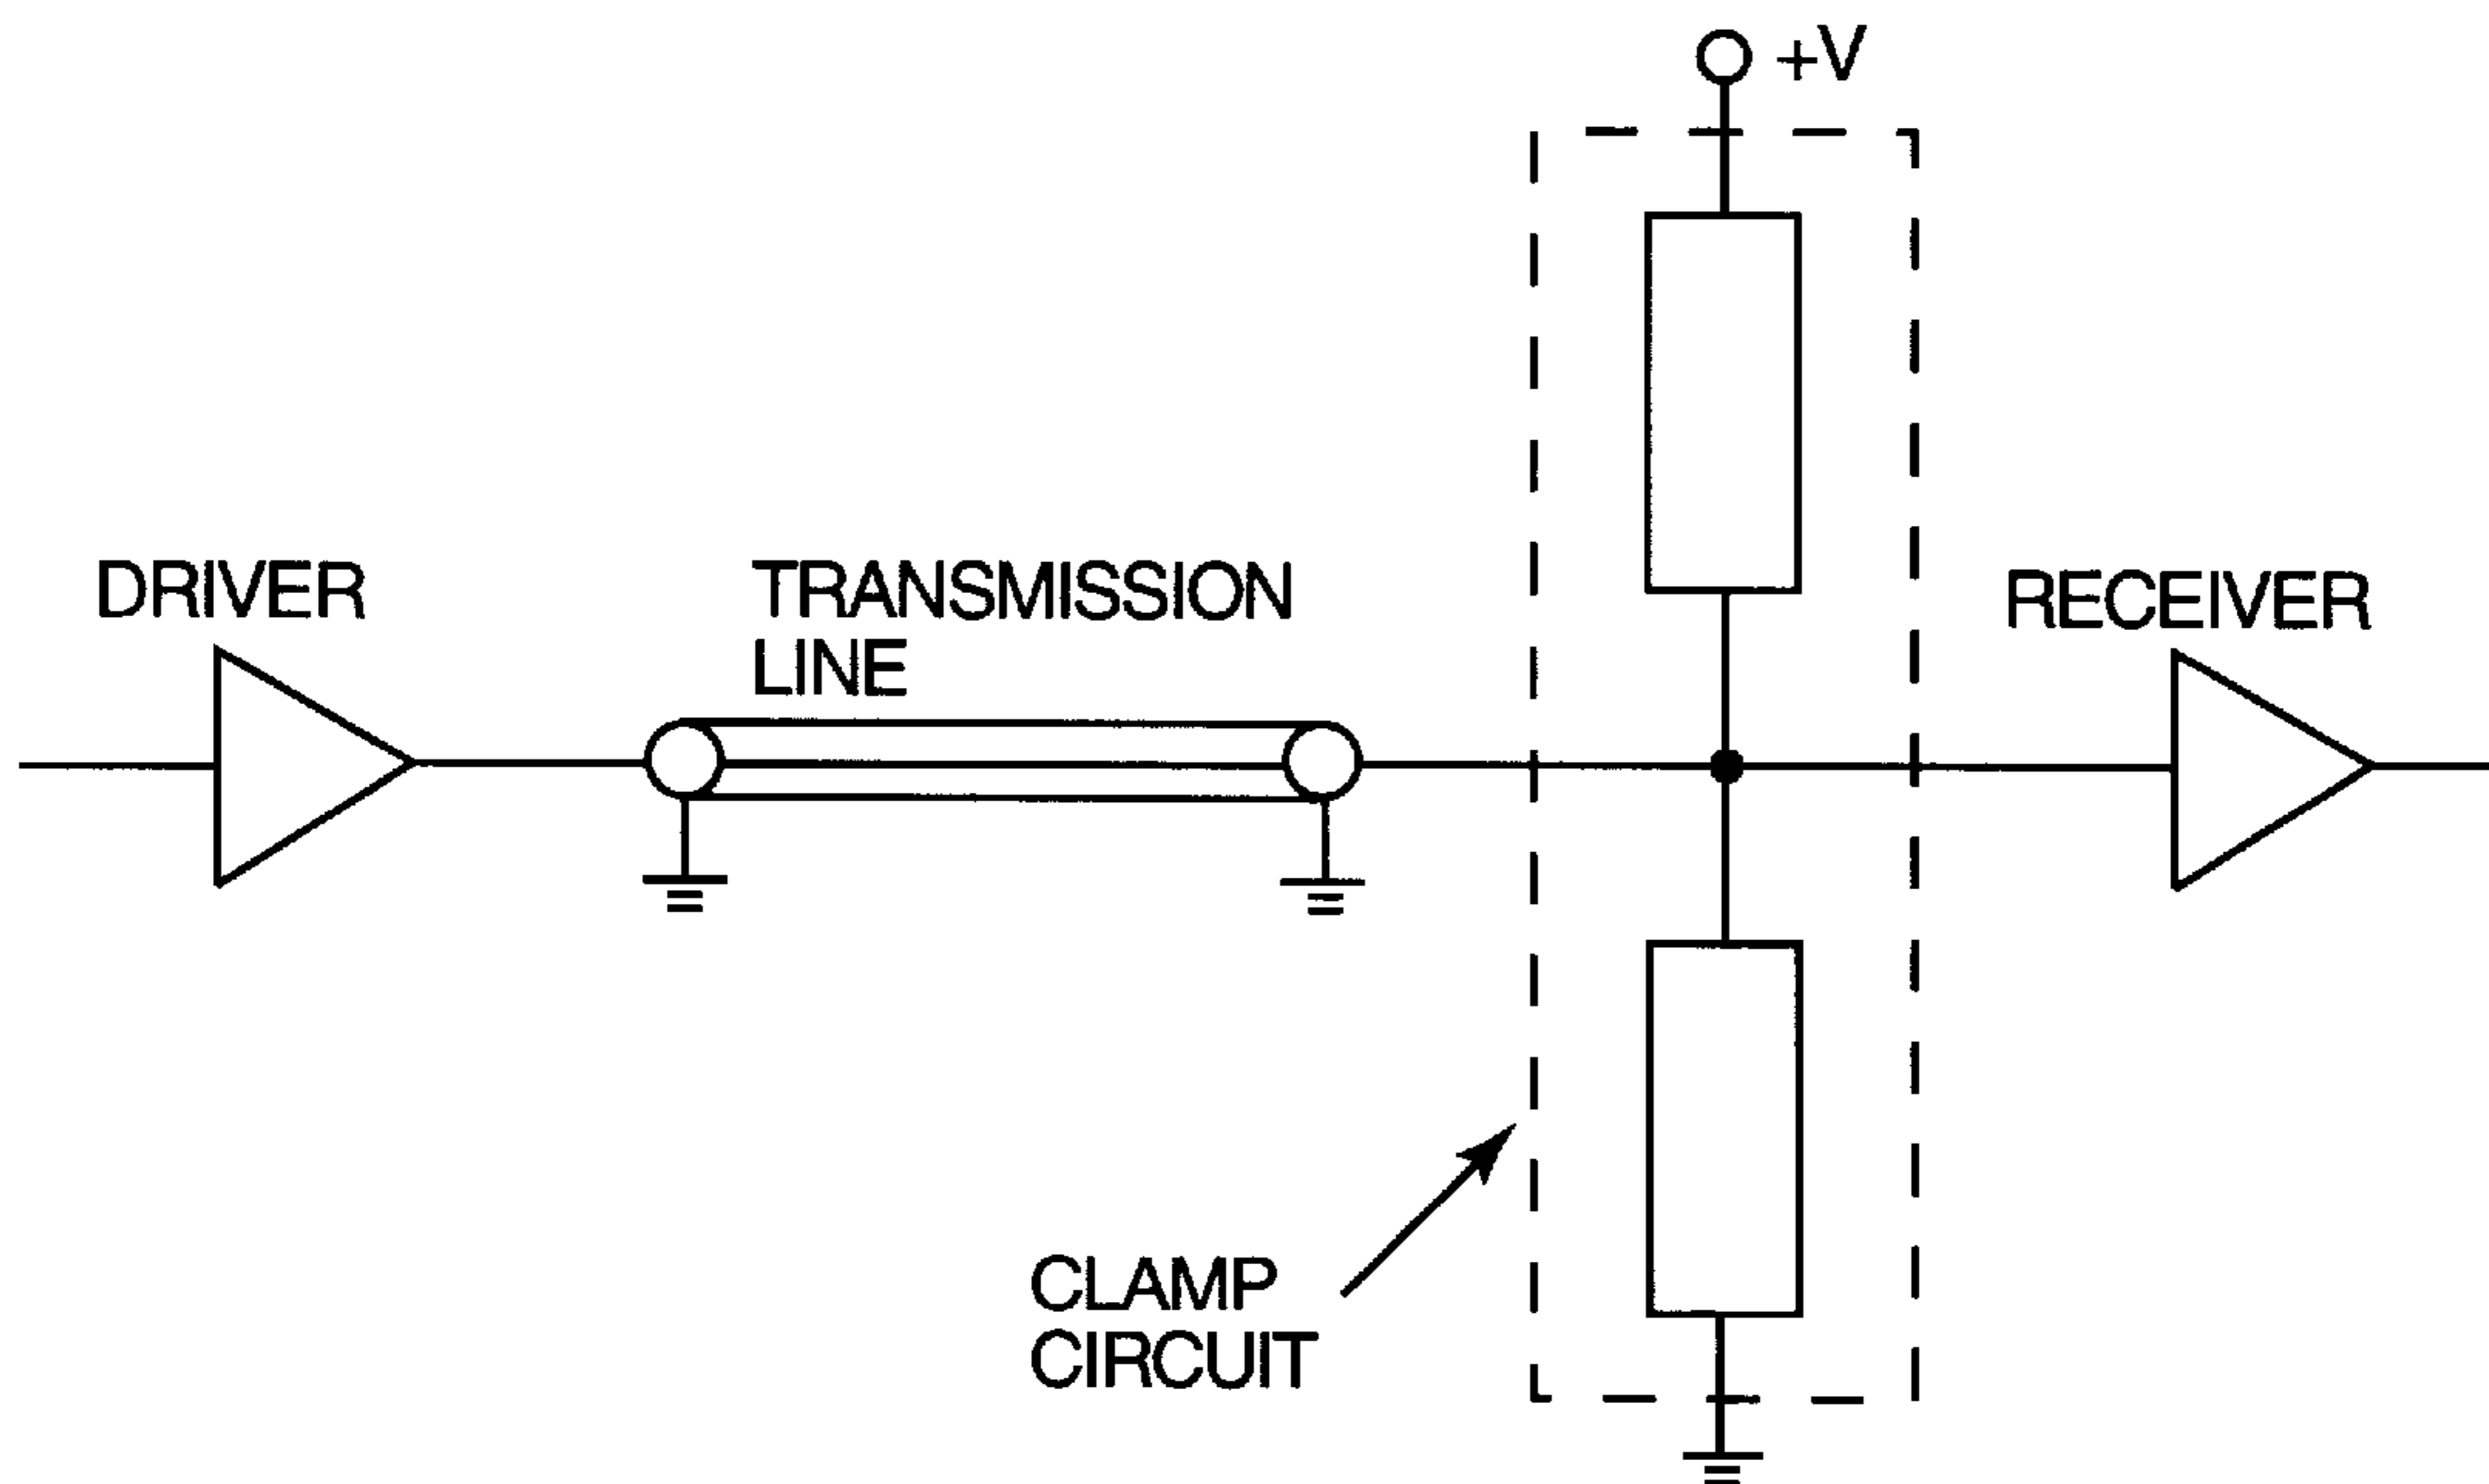 +V
DRIVER
TRANSMISSION
LINE
RECEIVER
CLAMP
CIRCUIT